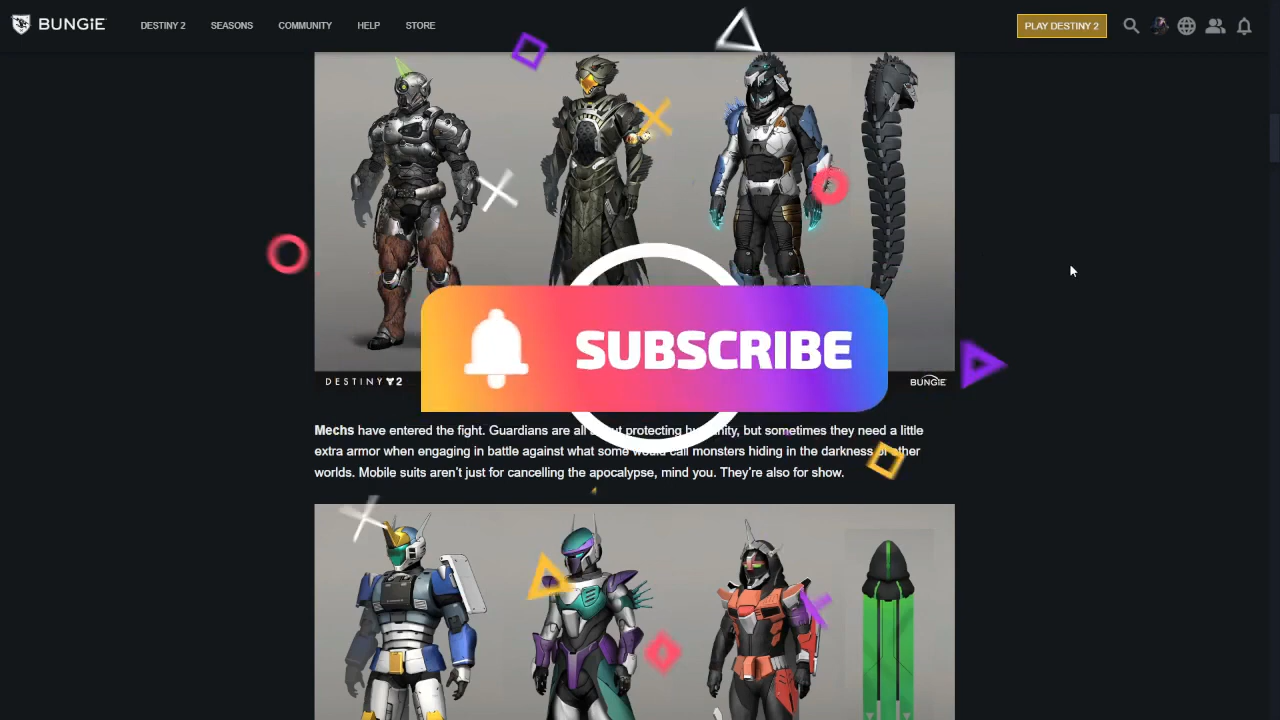 BUNGiE
DESTINY 2
SEASONS
COMMUNITY
HELP
STORE
PLAY DESTINY 2
DESTINY 2
BUNGiE
SUBSCRIBE
Mechs have entered the fight. Guardians are all protecting, but sometimes they need a little
extra armor when engaging in battle against what some would call monsters hiding in the darkness of other
worlds. Mobile suits aren't just for cancelling the apocalypse, mind you. They're also for show.